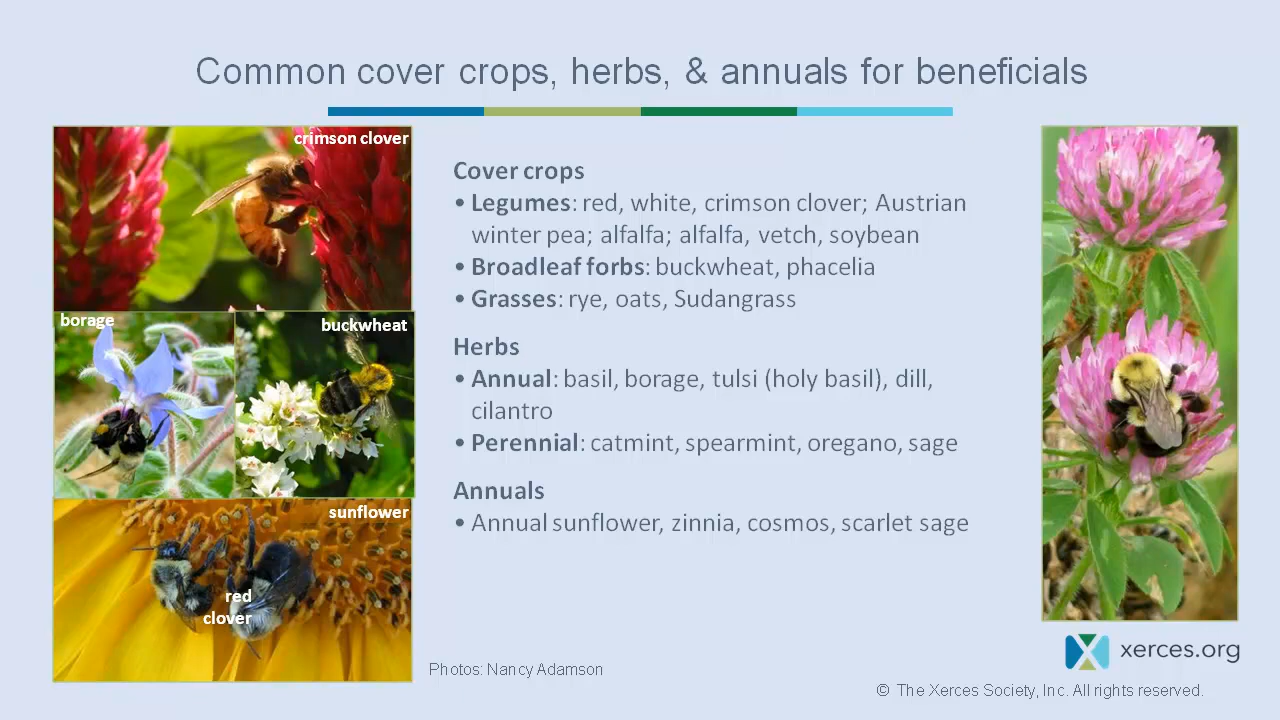 Common cover crops, herbs, & annuals for beneficials
crimson clover
borage
buckwheat
sunflower
red
clover
Cover crops
• Legumes: red, white, crimson clover; Austrian
winter pea; alfalfa; alfalfa, vetch, soybean
• Broadleaf forbs: buckwheat, phacelia
• Grasses: rye, oats, Sudangrass
Herbs
• Annual: basil, borage, tulsi (holy basil), dill,
cilantro
• Perennial: catmint, spearmint, oregano, sage
Annuals
• Annual sunflower, zinnia, cosmos, scarlet sage
Photos: Nancy Adamson
xerces.org
© The Xerces Society, Inc. All rights reserved.